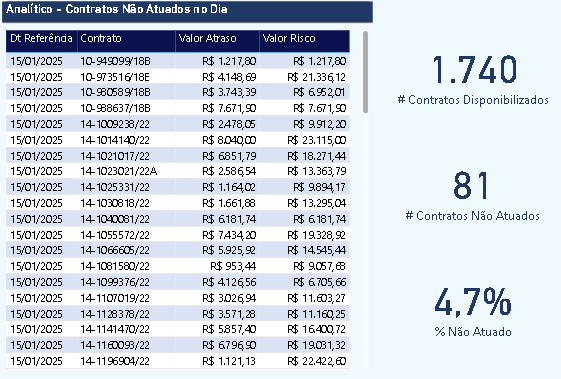 Analítico - Contratos Não Atuados no Dia
Dt Referência Contrato Valor Atraso Valor Risco
15/01/2025 10-949099/18B R$ 1.217,80 R$ 1.217,80
15/01/2025 10-973516/18E R$ 4.148,69 R$ 21.336,12
15/01/2025 10-980589/18B R$ 3.743,39 R$ 6.952,01
15/01/2025 10-988637/18B R$ 7.671,90 R$ 7.671,90
15/01/2025 14-1009238/22 R$ 2.478,05 R$ 9.912,20
15/01/2025 14-1014140/22 R$ 8.040,00 R$ 23.115,00
15/01/2025 14-1021017/22 R$ 6.851,79 R$ 18.271,44
15/01/2025 14-1023021/22A R$ 2.586,54 R$ 13.363,79
15/01/2025 14-1025331/22 R$ 1.164,02 R$ 9.894,17
15/01/2025 14-1030818/22 R$ 1.661,88 R$ 13.295,04
15/01/2025 14-1040081/22 R$ 6.181,74 R$ 6.181,74
15/01/2025 14-1055572/22 R$ 7.434,20 R$ 19.328,92
15/01/2025 14-1066605/22 R$ 5.925,92 R$ 14.545,44
15/01/2025 14-1081580/22 R$ 953,44 R$ 9.057,68
15/01/2025 14-1099376/22 R$ 4.126,56 R$ 6.705,66
15/01/2025 14-1107019/22 R$ 3.026,94 R$ 11.603,27
15/01/2025 14-1128378/22 R$ 3.571,28 R$ 11.160,25
15/01/2025 14-1141470/22 R$ 5.857,40 R$ 16.400,72
15/01/2025 14-1160093/22 R$ 6.796,90 R$ 19.031,32
15/01/2025 14-1196904/22 R$ 1.121,13 R$ 22.422,60
1.740
# Contratos Disponibilizados
81
# Contratos Não Atuados
4,7%
% Não Atuado